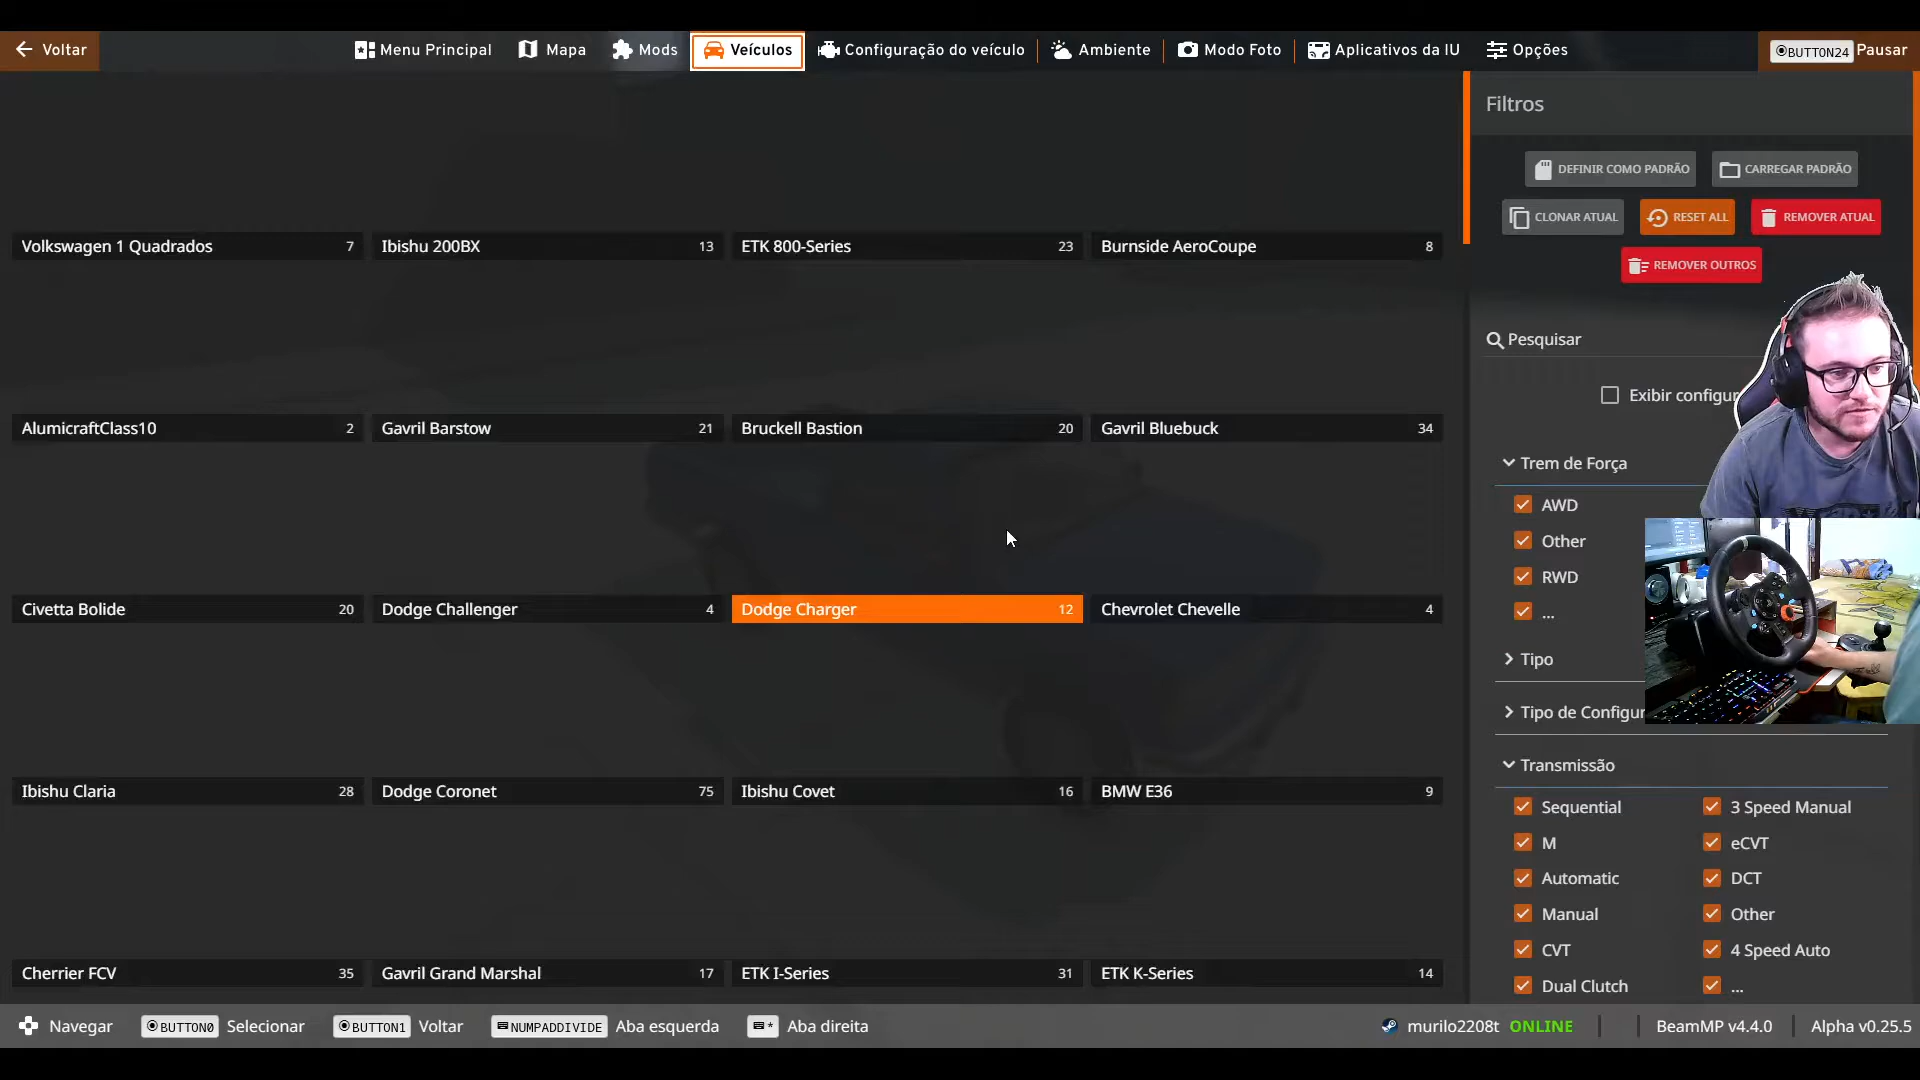 Voltar
Menu Principal
Mapa
Mods
Veículos
Configuração do veículo
Ambiente
Modo Foto
Aplicativos da IU
Opções
BUTTON24 Pausar
Filtros
DEFINIR COMO PADRÃO
CARREGAR PADRÃO
CLONAR ATUAL
RESET ALL
REMOVER ATUAL
REMOVER OUTROS
Pesquisar
Exibir configur
Trem de Força
AWD
Other
RWD
...
Tipo
Tipo de Configur
Transmissão
Sequential
3 Speed Manual
M
eCVT
Automatic
DCT
Manual
Other
CVT
4 Speed Auto
Dual Clutch
...
Volkswagen 1 Quadrados 7
Ibishu 200BX 13
ETK 800-Series 23
Burnside AeroCoupe 8
AlumicraftClass10 2
Gavril Barstow 21
Bruckell Bastion 20
Gavril Bluebuck 34
Civetta Bolide 20
Dodge Challenger 4
Dodge Charger 12
Chevrolet Chevelle 4
Ibishu Claria 28
Dodge Coronet 75
Ibishu Covet 16
BMW E36 9
Cherrier FCV 35
Gavril Grand Marshal 17
ETK I-Series 31
ETK K-Series 14
Navegar
BUTTON0 Selecionar
BUTTON1 Voltar
NUMPADDIVIDE Aba esquerda
* Aba direita
murilo2208t ONLINE
BeamMP v4.4.0
Alpha v0.25.5